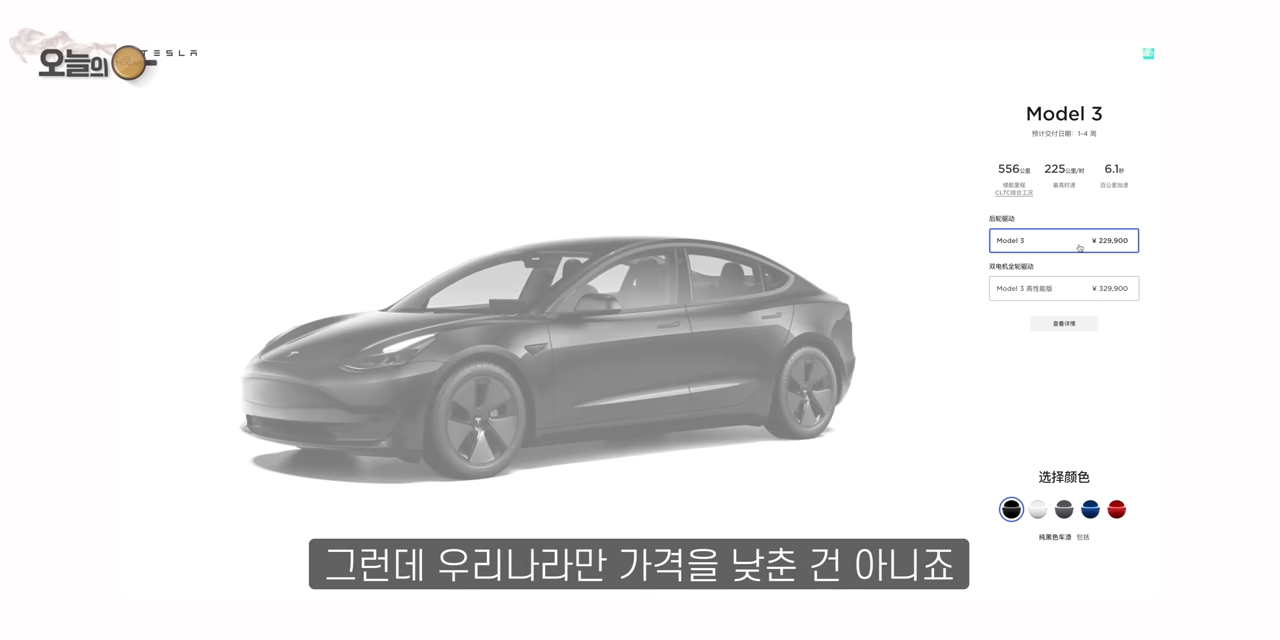 오늘의
TESLA
Model 3
预计交付日期：1-4 周
556公里
225公里/时
6.1秒
续航里程
CLTC综合工况
最高时速
百公里加速
后轮驱动
Model 3
¥ 229,900
双电机全轮驱动
Model 3 高性能版
¥ 329,900
查看详情
选择颜色
纯黑色车漆 包括
그런데 우리나라만 가격을 낮춘 건 아니죠